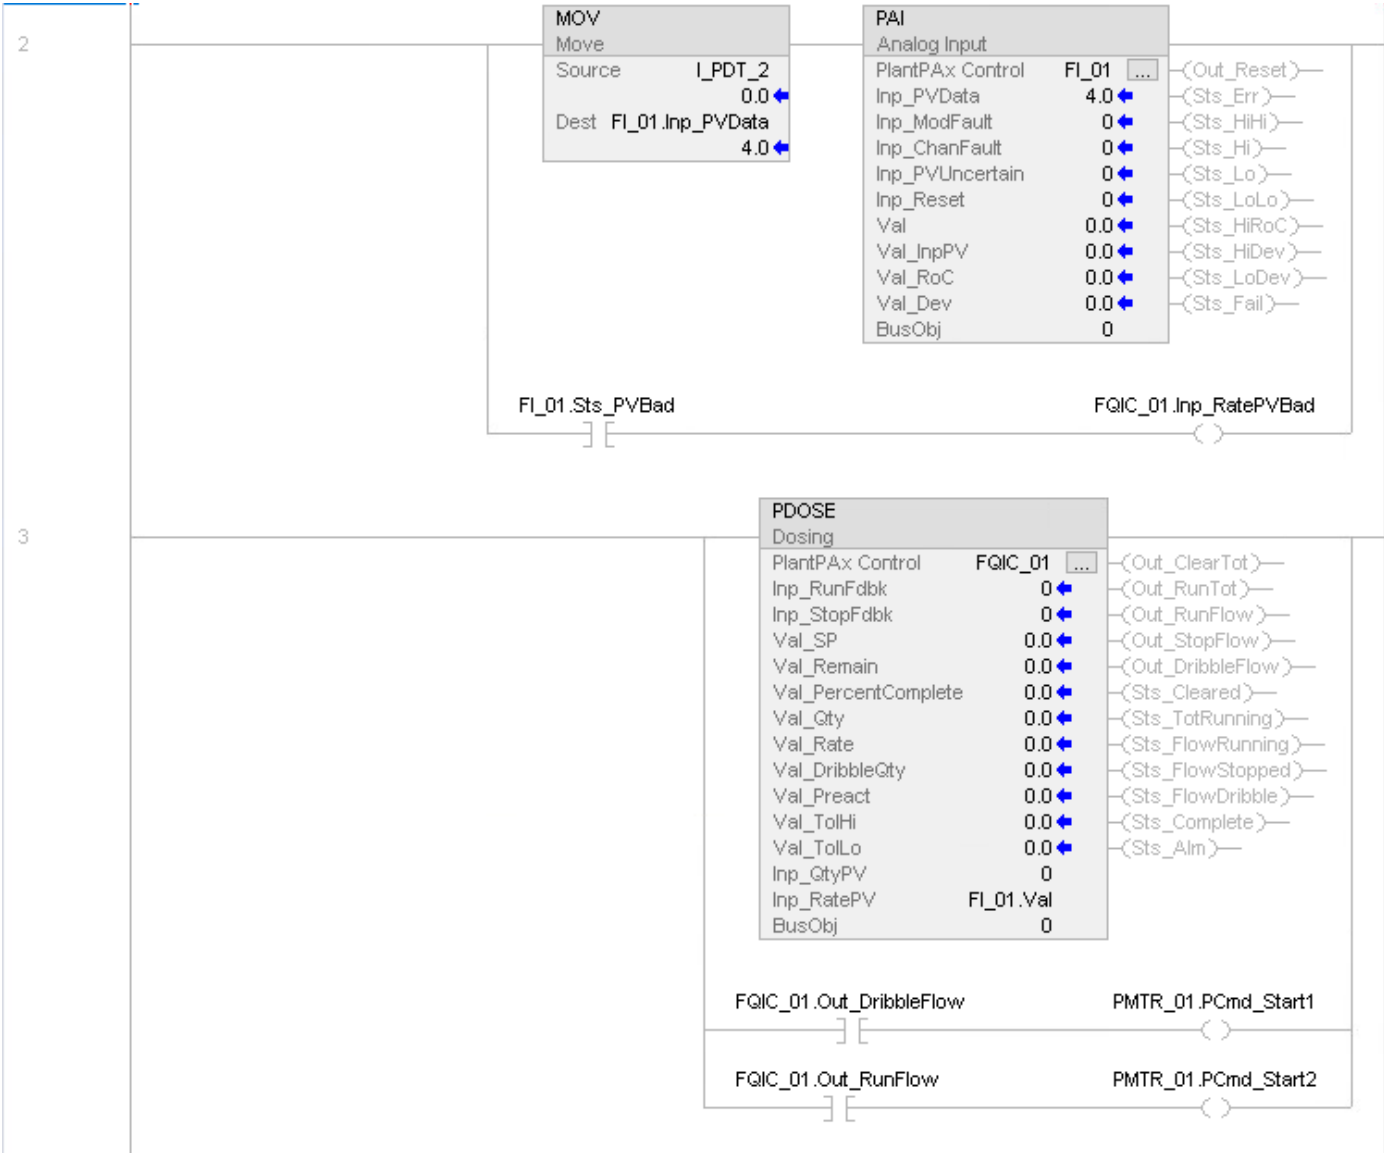 2
MOV
Move
Source I_PDT_2
0.0
Dest FI_01.Inp_PVData
4.0
PAI
Analog Input
PlantPAx Control FI_01 ... (Out_Reset)
Inp_PVData 4.0 (Sts_Err)
Inp_ModFault 0 (Sts_HiHi)
Inp_ChanFault 0 (Sts_Hi)
Inp_PVUncertain 0 (Sts_Lo)
Inp_Reset 0 (Sts_LoLo)
Val 0.0 (Sts_HiRoC)
Val_InpPV 0.0 (Sts_HiDev)
Val_RoC 0.0 (Sts_LoDev)
Val_Dev 0.0 (Sts_Fail)
BusObj 0
FI_01.Sts_PVBad FQIC_01.Inp_RatePVBad
3
PDOSE
Dosing
PlantPAx Control FQIC_01 ... (Out_ClearTot)
Inp_RunFdbk 0 (Out_RunTot)
Inp_StopFdbk 0 (Out_RunFlow)
Val_SP 0.0 (Out_StopFlow)
Val_Remain 0.0 (Out_DribbleFlow)
Val_PercentComplete 0.0 (Sts_Cleared)
Val_Qty 0.0 (Sts_TotRunning)
Val_Rate 0.0 (Sts_FlowRunning)
Val_DribbleQty 0.0 (Sts_FlowStopped)
Val_Preact 0.0 (Sts_FlowDribble)
Val_TolHi 0.0 (Sts_Complete)
Val_TolLo 0.0 (Sts_Alm)
Inp_QtyPV 0
Inp_RatePV FI_01.Val
BusObj 0
FQIC_01.Out_DribbleFlow PMTR_01.PCmd_Start1
FQIC_01.Out_RunFlow PMTR_01.PCmd_Start2